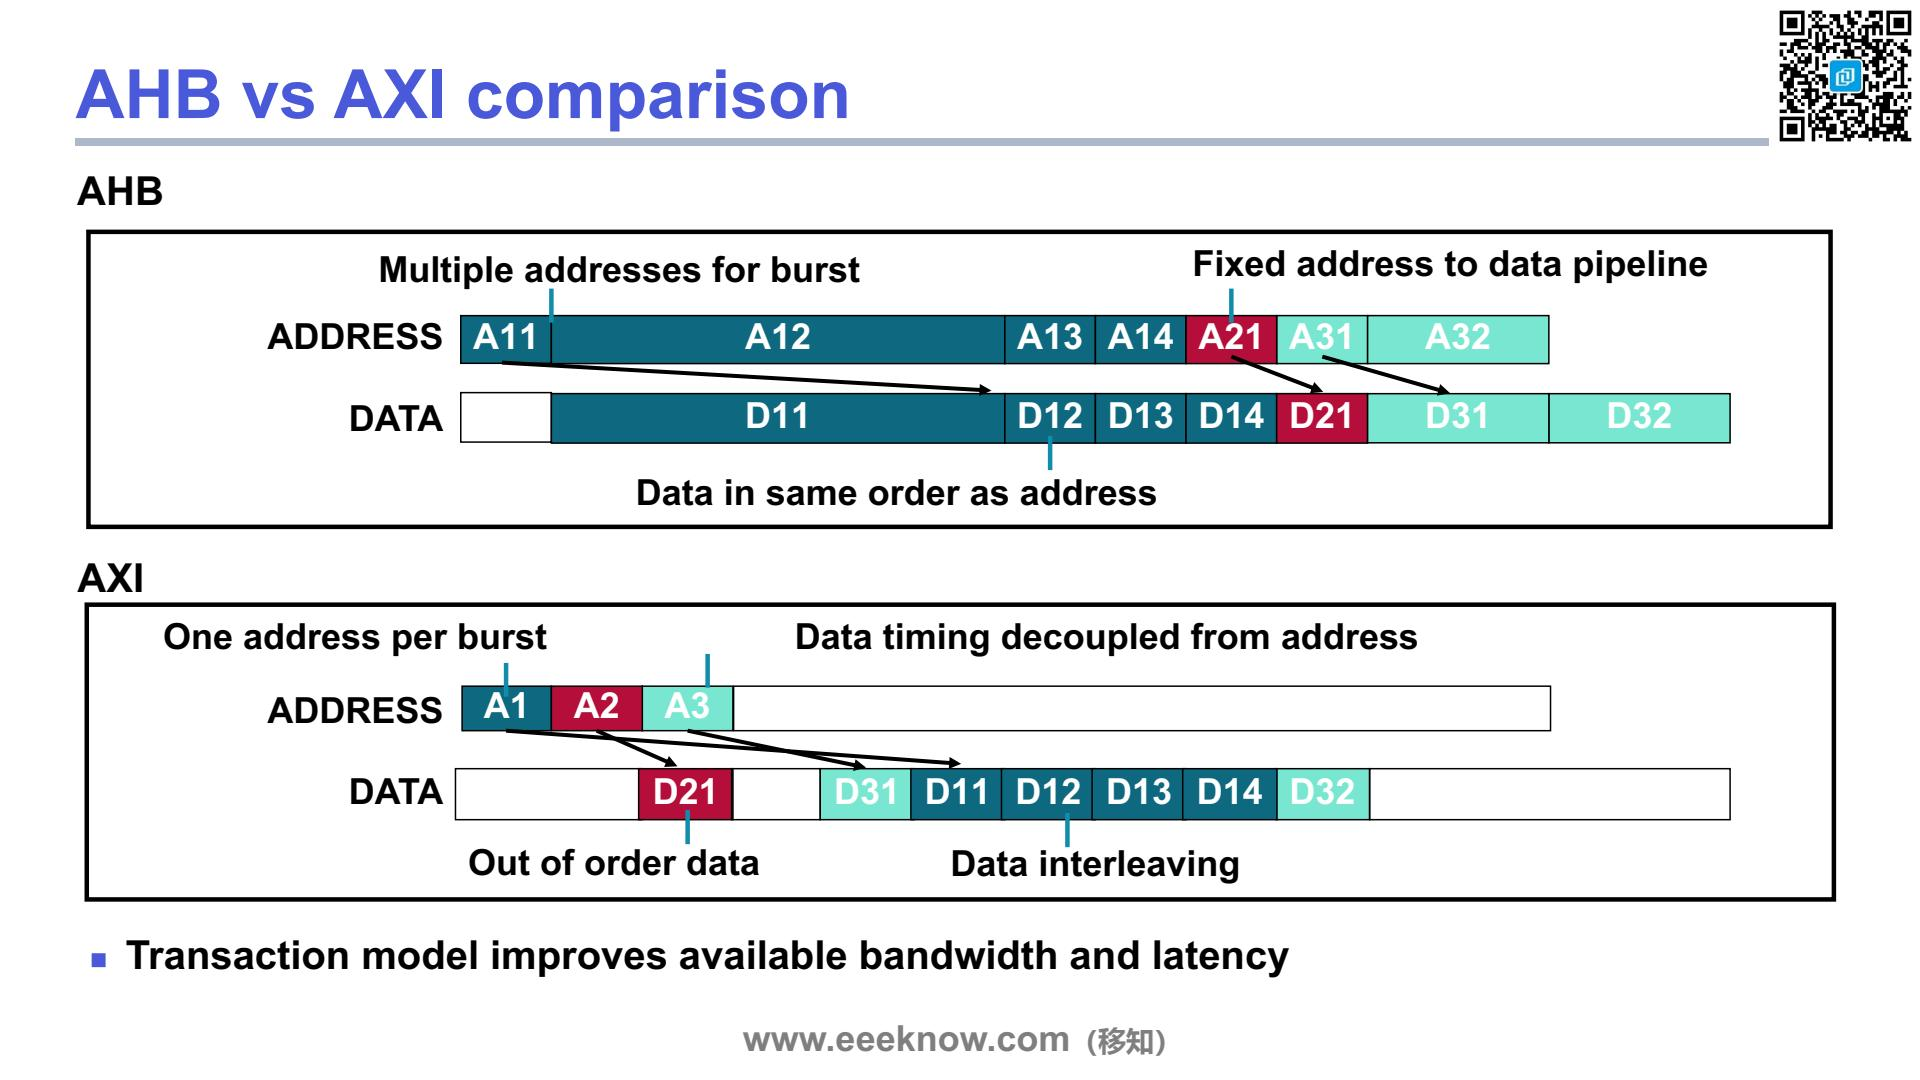 AHB vs AXI comparison
AHB
Multiple addresses for burst
Fixed address to data pipeline
ADDRESS A11 A12 A13 A14 A21 A31 A32
DATA D11 D12 D13 D14 D21 D31 D32
Data in same order as address
AXI
One address per burst
Data timing decoupled from address
ADDRESS A1 A2 A3
DATA D21 D31 D11 D12 D13 D14 D32
Out of order data
Data interleaving
Transaction model improves available bandwidth and latency
www.eeeknow.com (移知)